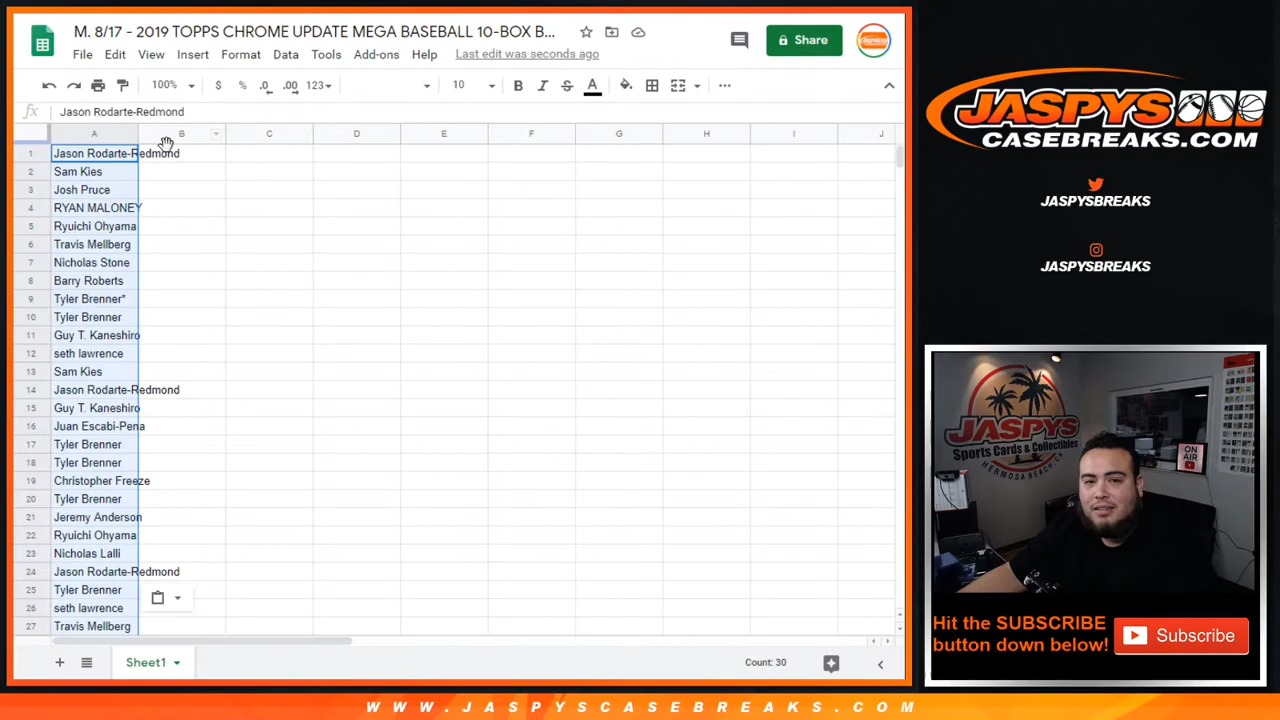 M. 8/17 - 2019 TOPPS CHROME UPDATE MEGA BASEBALL 10-BOX B...
File Edit View Insert Format Data Tools Add-ons Help Last edit was seconds ago
Share
100% $ % .0 .00 123 10 B I S A
fx Jason Rodarte-Redmond
A B C D E F G H I J
1 Jason Rodarte-Redmond
2 Sam Kies
3 Josh Pruce
4 RYAN MALONEY
5 Ryuichi Ohyama
6 Travis Mellberg
7 Nicholas Stone
8 Barry Roberts
9 Tyler Brenner*
10 Tyler Brenner
11 Guy T. Kaneshiro
12 seth lawrence
13 Sam Kies
14 Jason Rodarte-Redmond
15 Guy T. Kaneshiro
16 Juan Escabi-Pena
17 Tyler Brenner
18 Tyler Brenner
19 Christopher Freeze
20 Tyler Brenner
21 Jeremy Anderson
22 Ryuichi Ohyama
23 Nicholas Lalli
24 Jason Rodarte-Redmond
25 Tyler Brenner
26 seth lawrence
27 Travis Mellberg
Sheet1
Count: 30
JASPYS
CASEBREAKS.COM
JASPYSBREAKS
JASPYSBREAKS
JASPYS
Sports Cards & Collectibles
HERMOSA BEACH, CA
ON AIR
Hit the SUBSCRIBE
button down below!
Subscribe
WWW.JASPYSCASEBREAKS.COM